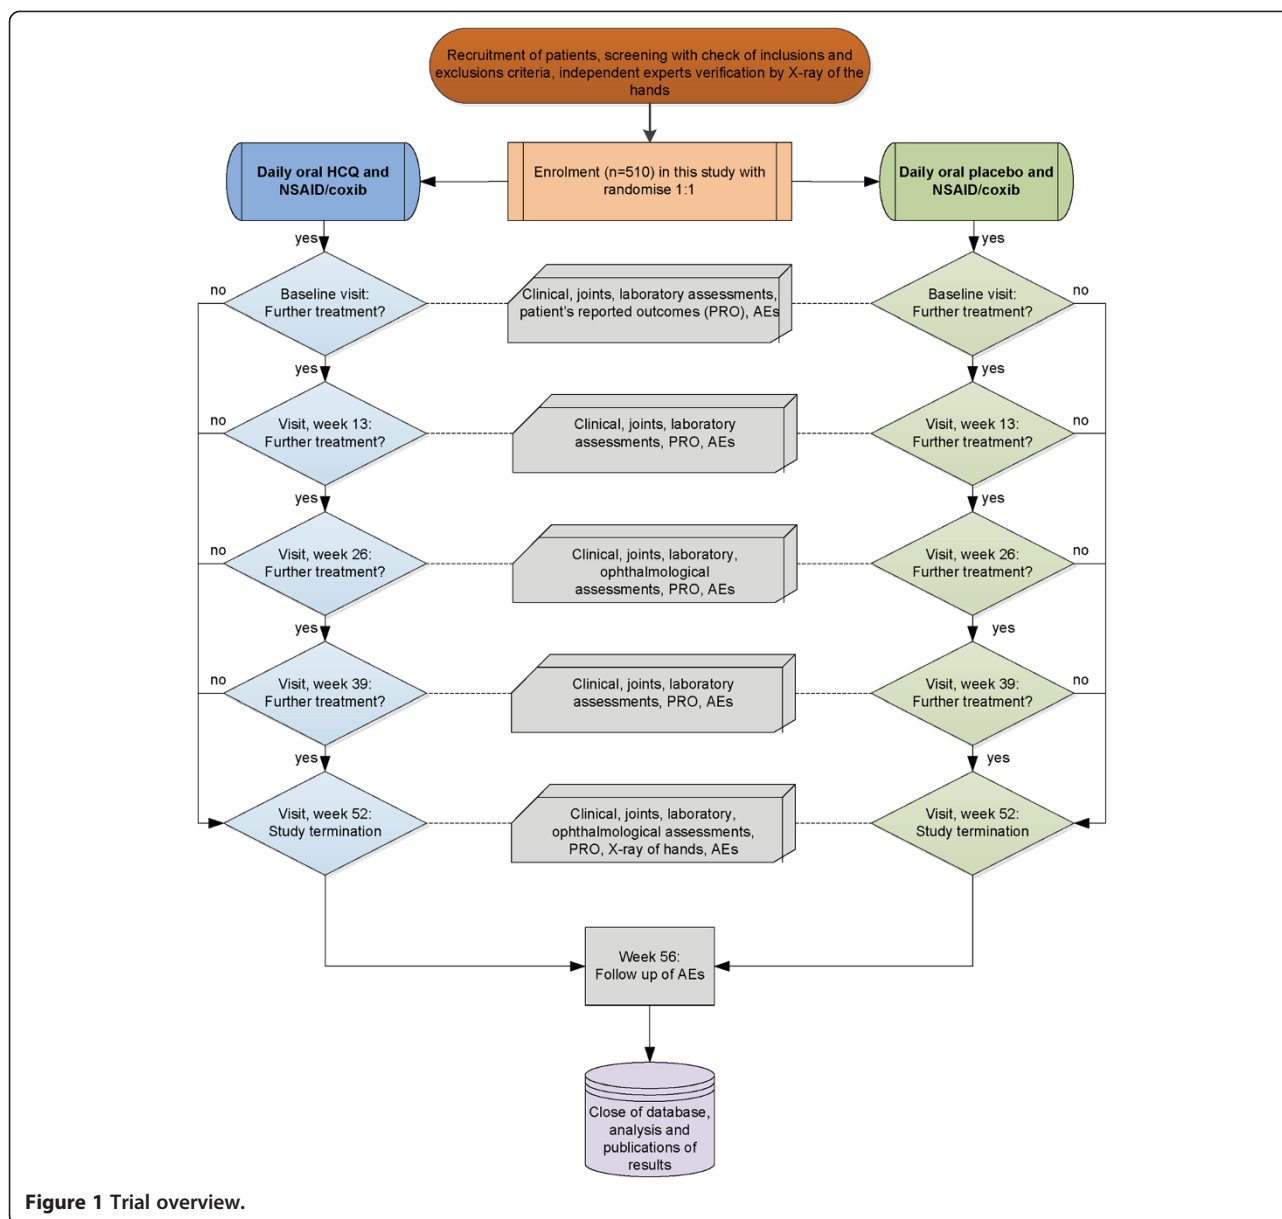 Recruitment of patients, screening with check of inclusions and
exclusions criteria, independent experts verification by X-ray of the
hands
Daily oral HCQ and
NSAID/coxib
Enrolment (n=510) in this study with
randomise 1:1
Daily oral placebo and
NSAID/coxib
yes
yes
no
Baseline visit:
Further treatment?
Clinical, joints, laboratory assessments,
patient's reported outcomes (PRO), AEs
Baseline visit:
Further treatment?
no
yes
yes
no
Visit, week 13:
Further treatment?
Clinical, joints, laboratory
assessments, PRO, AEs
Visit, week 13:
Further treatment?
no
yes
yes
no
Visit, week 26:
Further treatment?
Clinical, joints, laboratory,
ophthalmological
assessments, PRO, AEs
Visit, week 26:
Further treatment?
no
yes
yes
no
Visit, week 39:
Further treatment?
Clinical, joints, laboratory
assessments, PRO, AEs
Visit, week 39:
Further treatment?
no
yes
yes
Visit, week 52:
Study termination
Clinical, joints, laboratory,
ophthalmological assessments,
PRO, X-ray of hands, AEs
Visit, week 52:
Study termination
Week 56:
Follow up of AEs
Close of database,
analysis and
publications of
results
Figure 1 Trial overview.